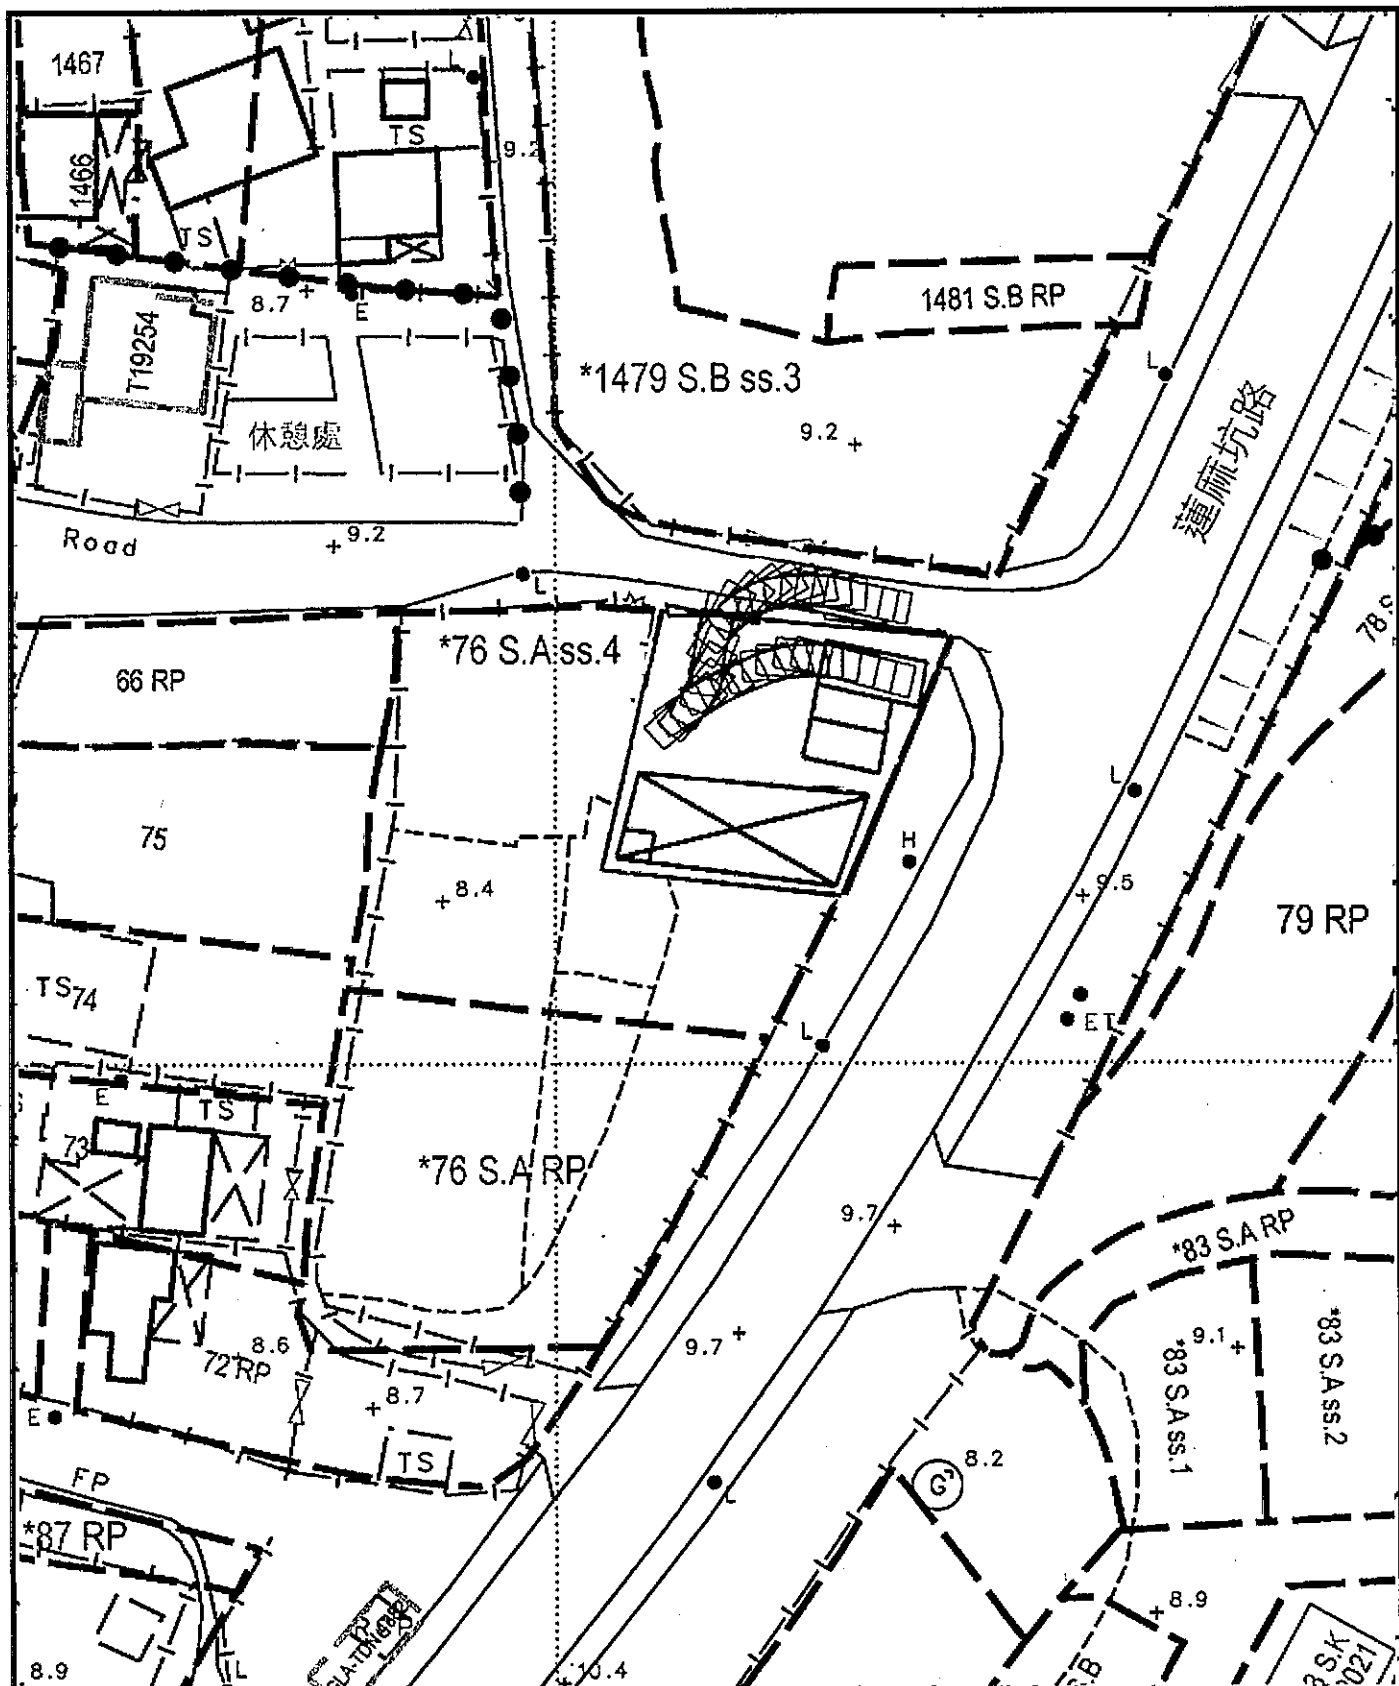 1467
L
TS
1466
9.2
TS
8.7
E
1481 S.B RP
T19254
*1479 S.B ss.3
L
休憩處
9.2
蓮麻坑路
Road
9.2
L
*76 S.A ss.4
66 RP
L
75
H
8.4
9.5
79 RP
TS
74
L
ET
E
TS
73
*76 S.A RP
9.7
*83 S.A RP
9.7
9.1
*83 S.A ss.1
*83 S.A ss.2
8.6
72 RP
8.7
E
TS
8.2
G
L
FP
*87 RP
8.9
8.9
L
10.4
S.B
S.K
2021